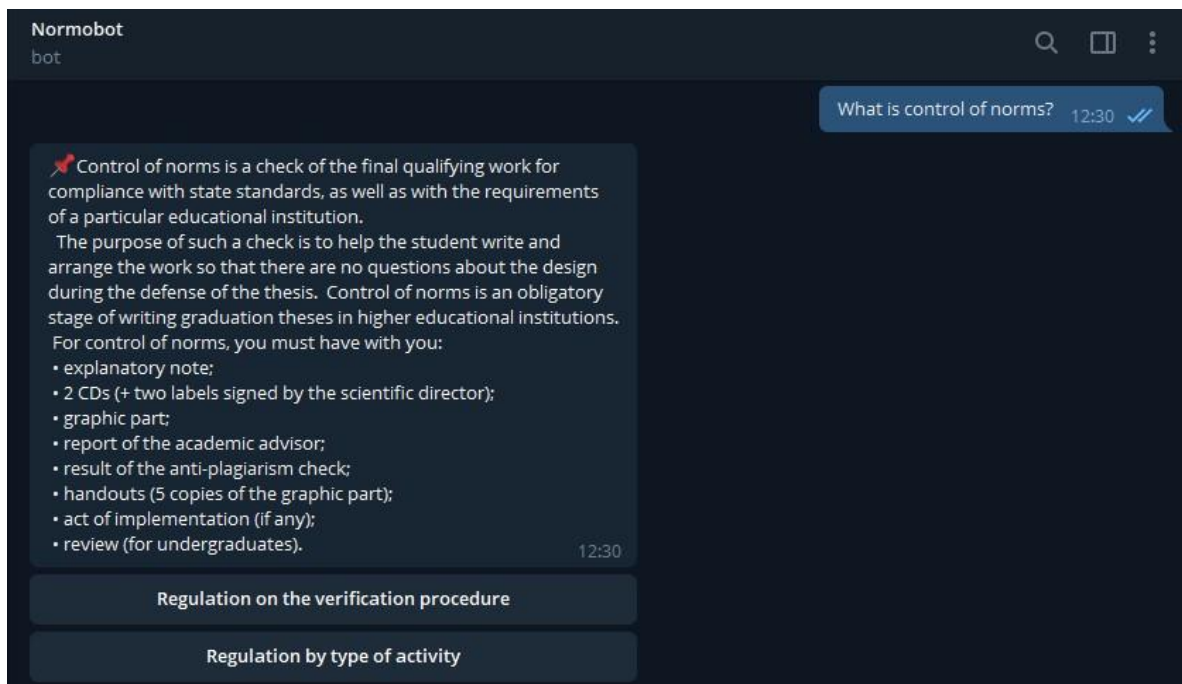 Normobot
bot
What is control of norms? 12:30
📌Control of norms is a check of the final qualifying work for
compliance with state standards, as well as with the requirements
of a particular educational institution.
The purpose of such a check is to help the student write and
arrange the work so that there are no questions about the design
during the defense of the thesis. Control of norms is an obligatory
stage of writing graduation theses in higher educational institutions.
For control of norms, you must have with you:
• explanatory note;
• 2 CDs (+ two labels signed by the scientific director);
• graphic part;
• report of the academic advisor;
• result of the anti-plagiarism check;
• handouts (5 copies of the graphic part);
• act of implementation (if any);
• review (for undergraduates). 12:30
Regulation on the verification procedure
Regulation by type of activity